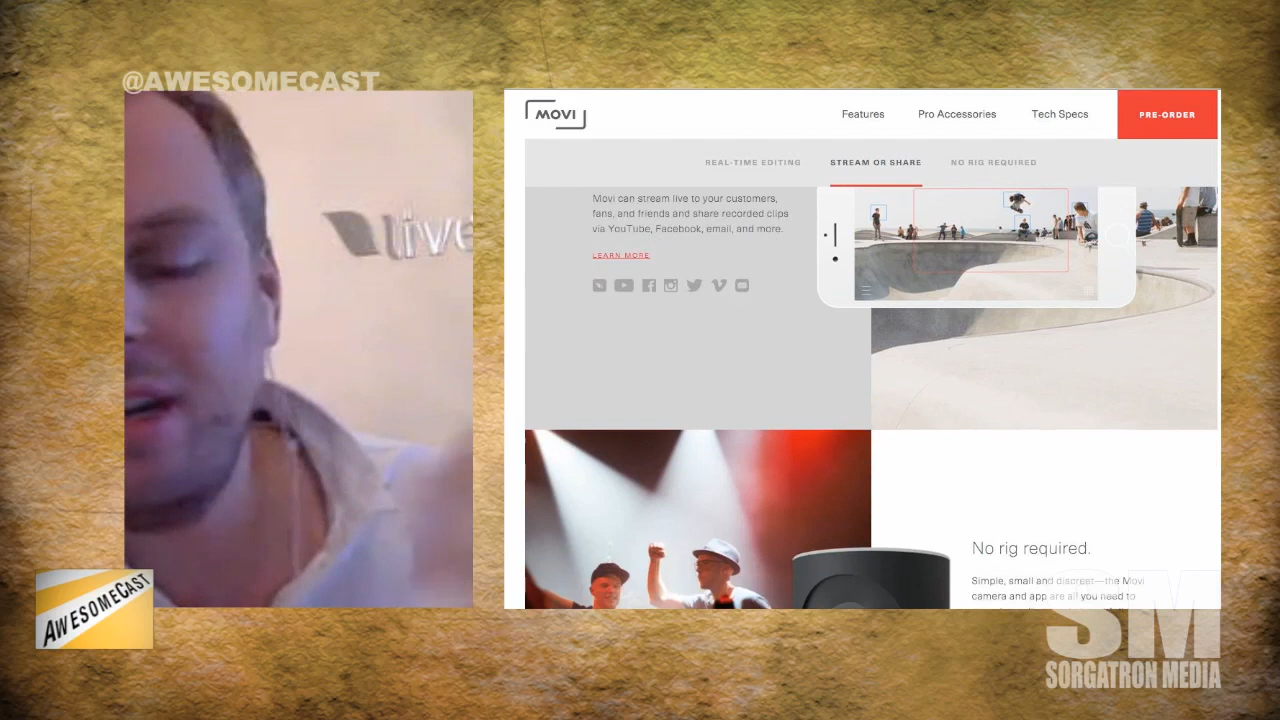 @AWESOMECAST
live
MOVI
Features
Pro Accessories
Tech Specs
PRE-ORDER
REAL-TIME EDITING
STREAM OR SHARE
NO RIG REQUIRED
Movi can stream live to your customers,
fans, and friends and share recorded clips
via YouTube, Facebook, email, and more.
LEARN MORE
No rig required.
Simple, small and discreet—the Movi
camera and app are all you need to
AWESOMECAST
SM
SORGATRON MEDIA